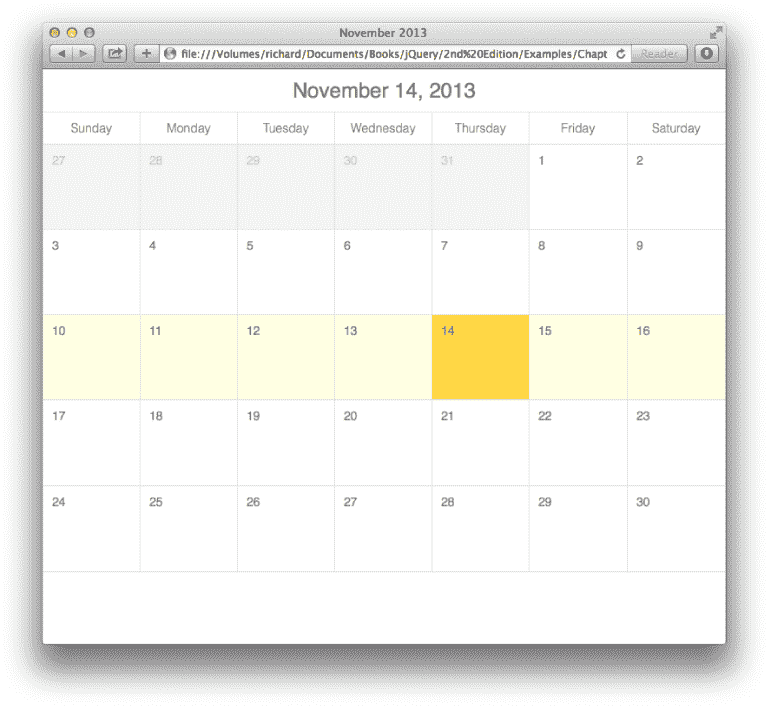 November 2013
file:///Volumes/richard/Documents/Books/jQuery/2nd%20Edition/Examples/Chapt Reader
November 14, 2013
Sunday Monday Tuesday Wednesday Thursday Friday Saturday
27 28 29 30 31 1 2
3 4 5 6 7 8 9
10 11 12 13 14 15 16
17 18 19 20 21 22 23
24 25 26 27 28 29 30